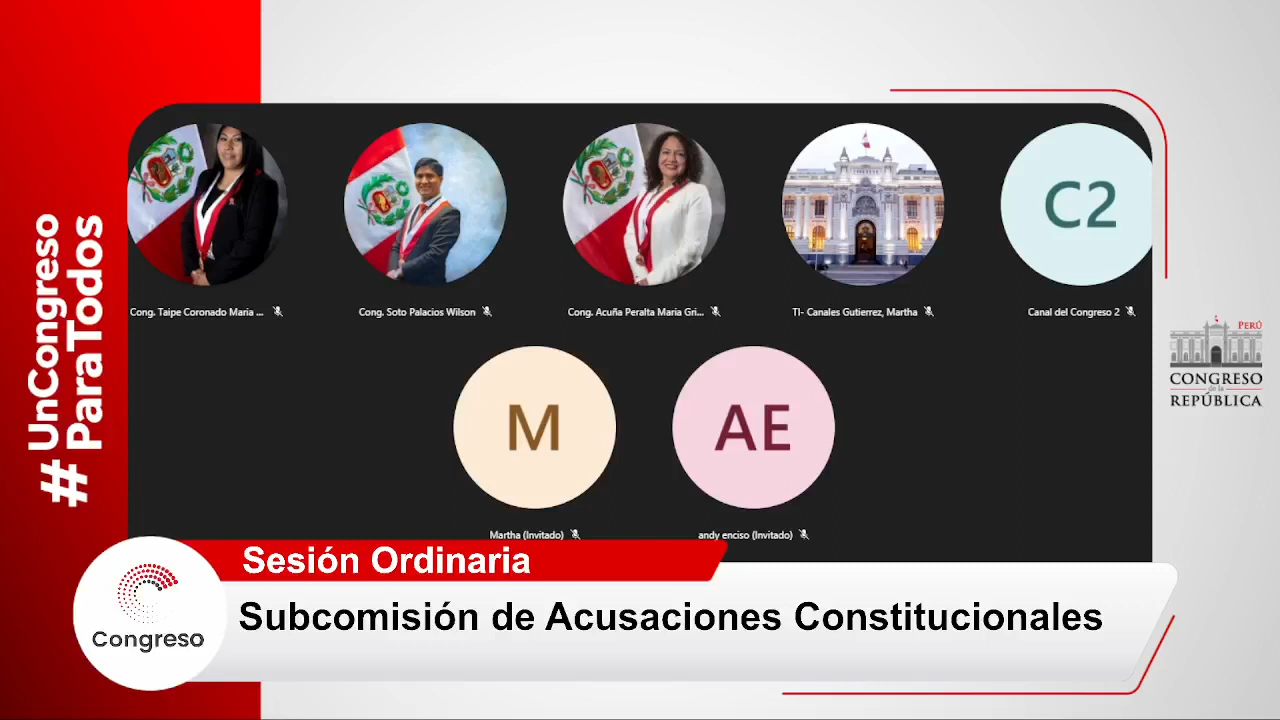 #UnCongreso
ParaTodos
Cong. Taipe Coronado Maria ...
Cong. Soto Palacios Wilson
Cong. Acuña Peralta Maria Gri...
TI- Canales Gutierrez, Martha
C2
Canal del Congreso 2
M
Martha (Invitado)
AE
andy enciso (Invitado)
PERÚ
CONGRESO
de la
REPÚBLICA
Sesión Ordinaria
Subcomisión de Acusaciones Constitucionales
Congreso